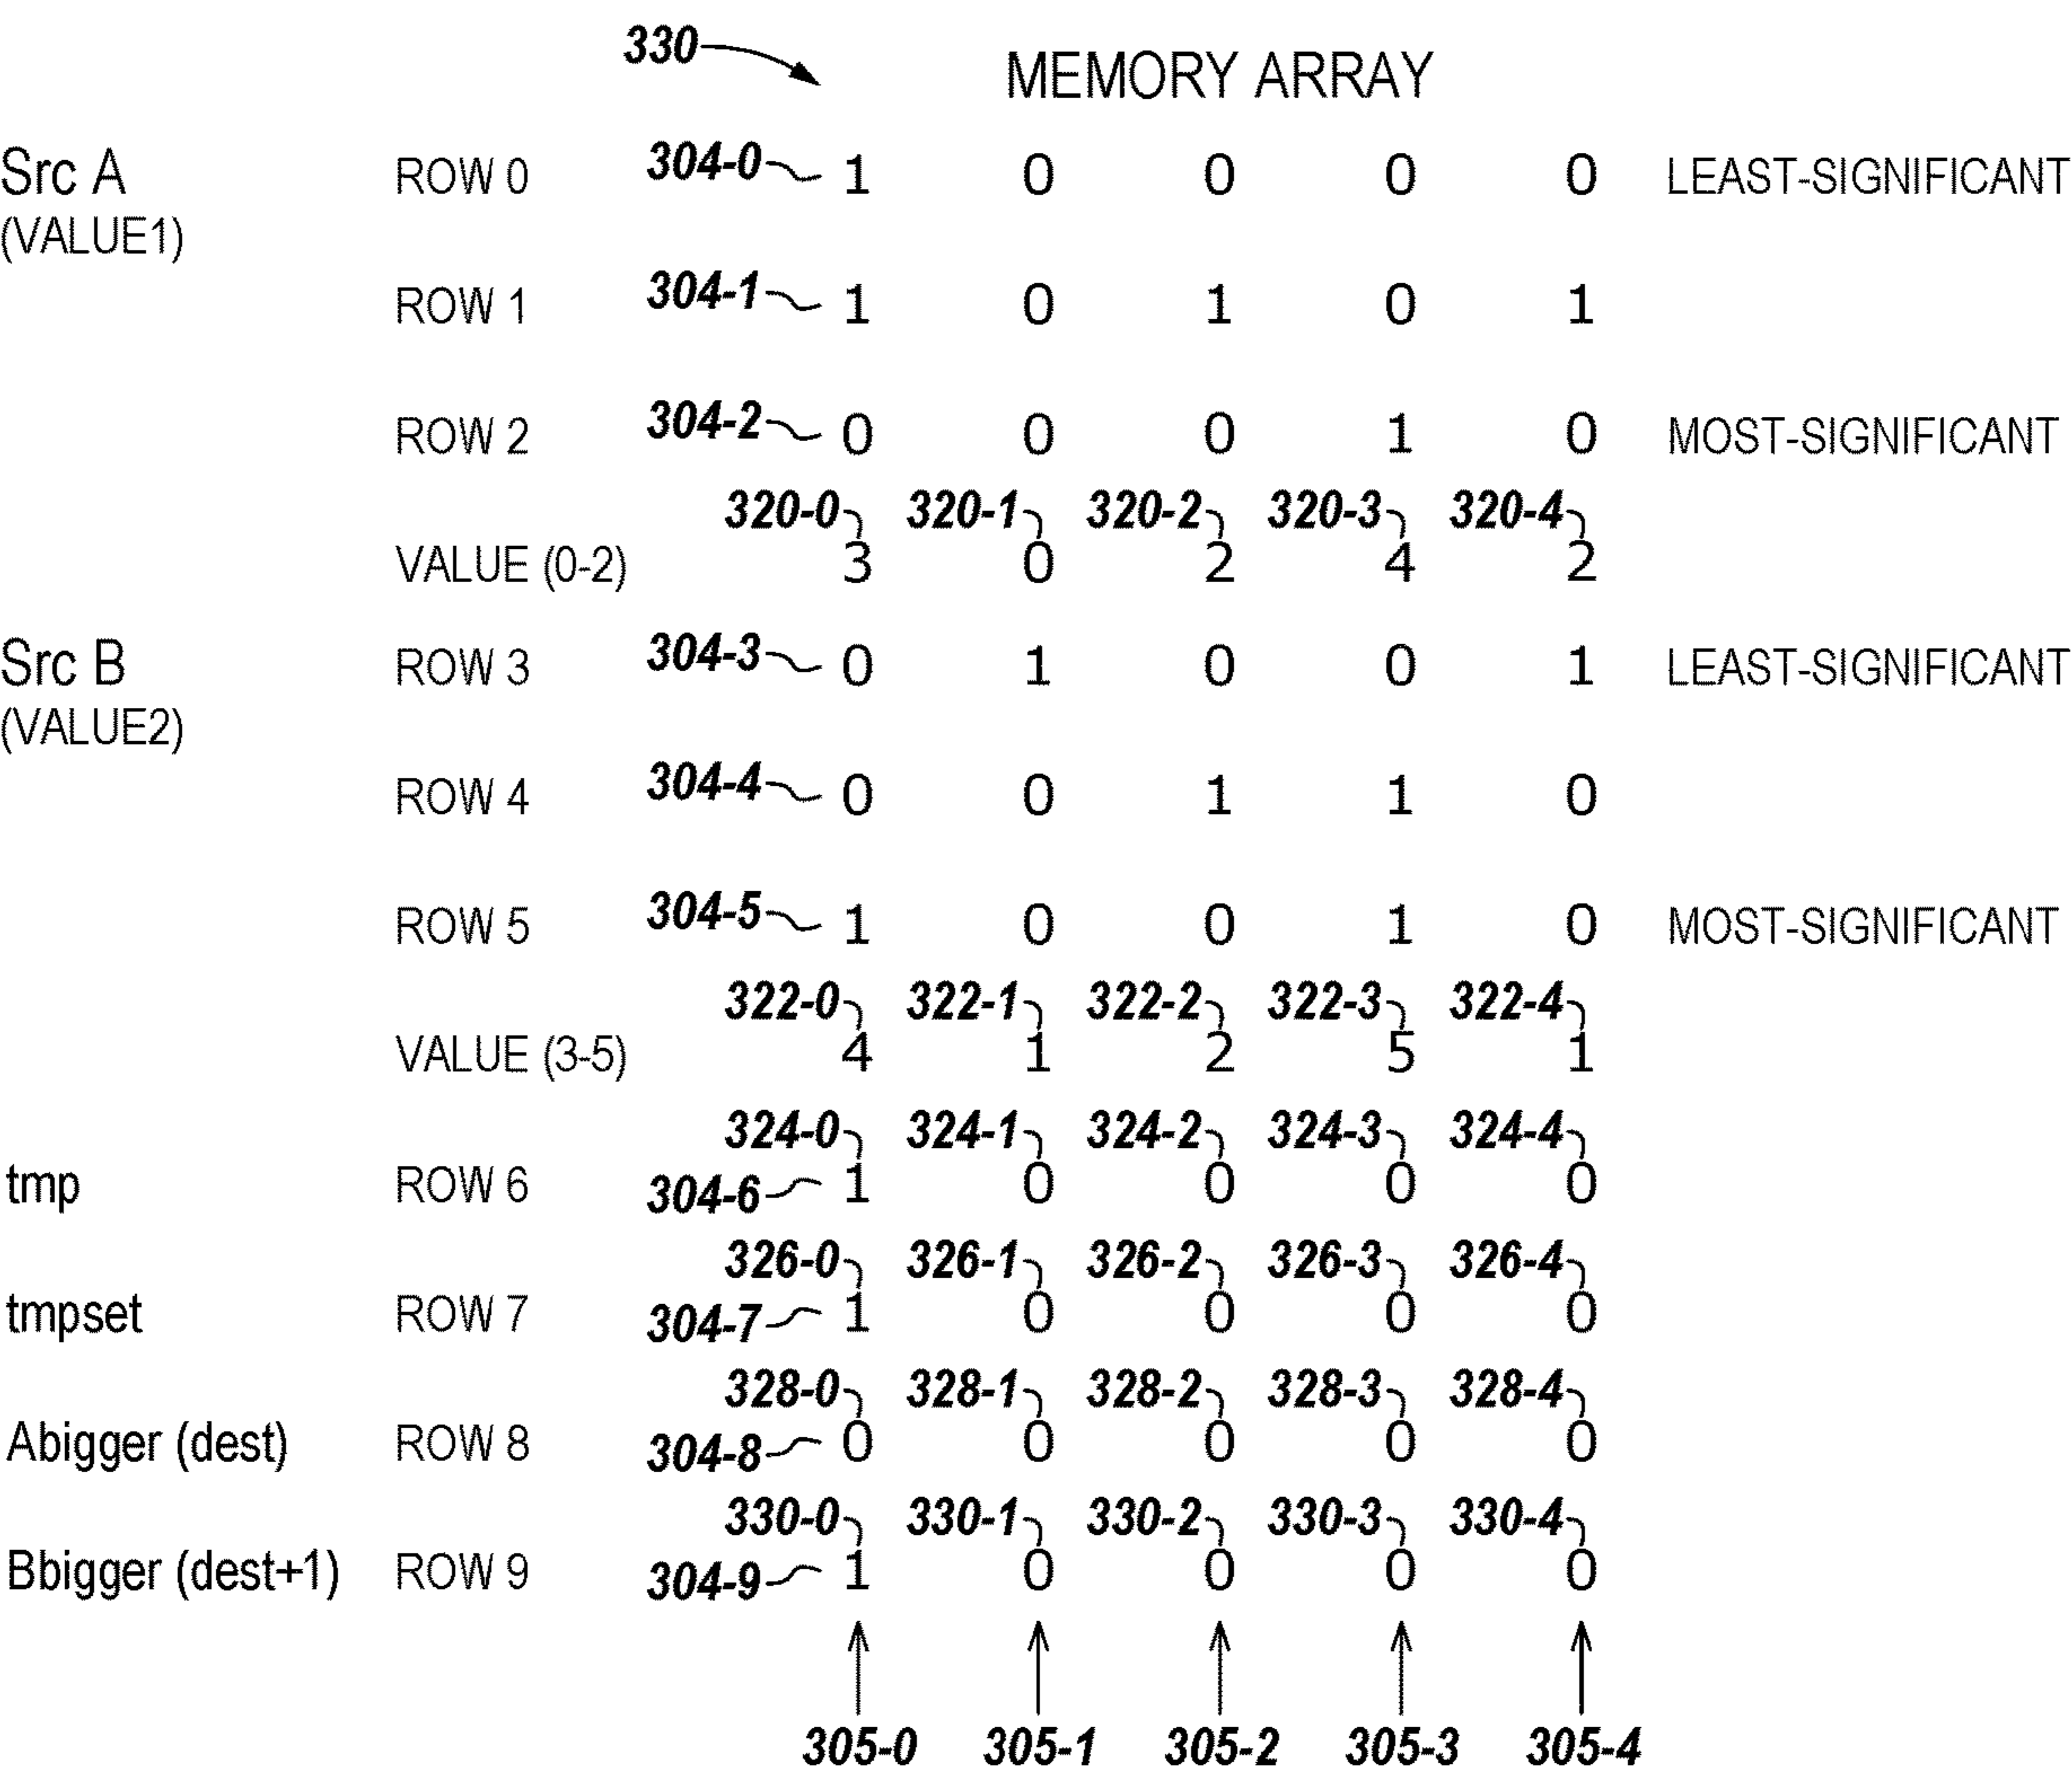 330 MEMORY ARRAY
Src A ROW 0 304-0 1 0 0 0 0 LEAST-SIGNIFICANT
(VALUE1)
ROW 1 304-1 1 0 1 0 1
ROW 2 304-2 0 0 0 1 0 MOST-SIGNIFICANT
320-0 320-1 320-2 320-3 320-4
VALUE (0-2) 3 0 2 4 2
Src B ROW 3 304-3 0 1 0 0 1 LEAST-SIGNIFICANT
(VALUE2)
ROW 4 304-4 0 0 1 1 0
ROW 5 304-5 1 0 0 1 0 MOST-SIGNIFICANT
322-0 322-1 322-2 322-3 322-4
VALUE (3-5) 4 1 2 5 1
324-0 324-1 324-2 324-3 324-4
tmp ROW 6 304-6 1 0 0 0 0
326-0 326-1 326-2 326-3 326-4
tmpset ROW 7 304-7 1 0 0 0 0
328-0 328-1 328-2 328-3 328-4
Abigger (dest) ROW 8 304-8 0 0 0 0 0
330-0 330-1 330-2 330-3 330-4
Bbigger (dest+1) ROW 9 304-9 1 0 0 0 0
305-0 305-1 305-2 305-3 305-4